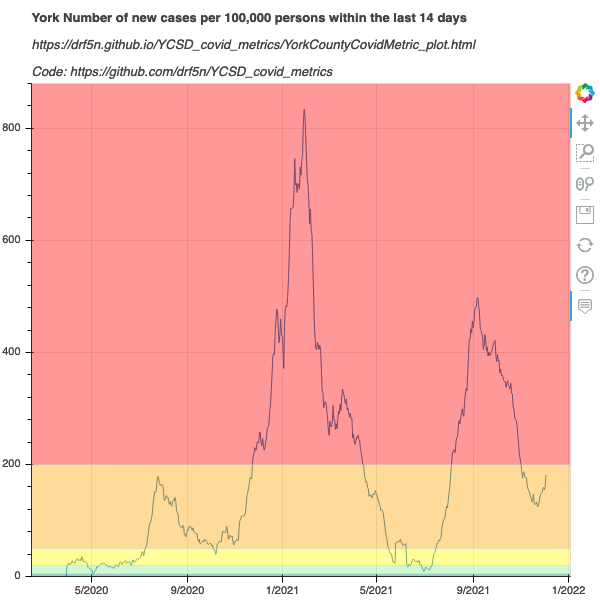 York Number of new cases per 100,000 persons within the last 14 days
https://drf5n.github.io/YCSD_covid_metrics/YorkCountyCovidMetric_plot.html
Code: https://github.com/drf5n/YCSD_covid_metrics
800
600
400
200
0
5/2020 9/2020 1/2021 5/2021 9/2021 1/2022